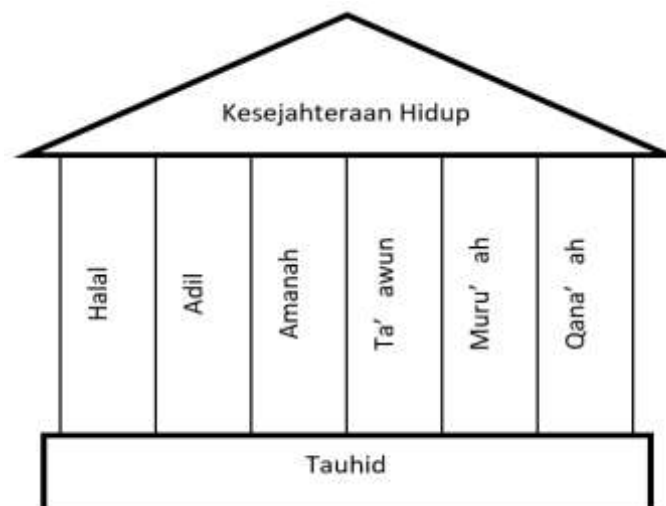 Kesejahteraan Hidup
Halal
Adil
Amanah
Ta’ awun
Muru’ ah
Qana’ ah
Tauhid